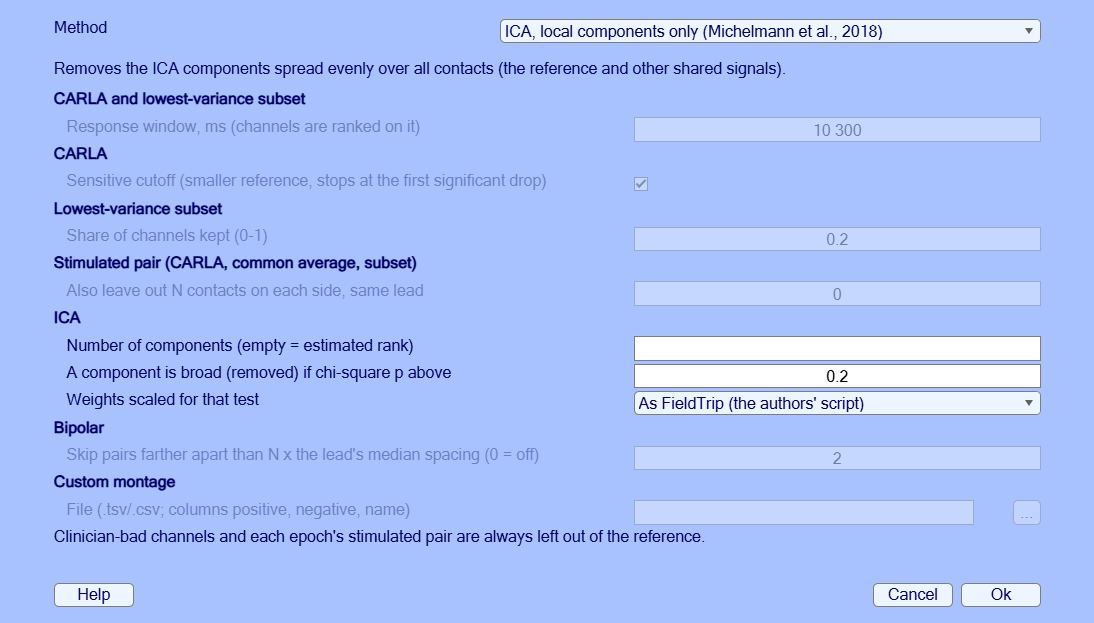 Method
ICA, local components only (Michelmann et al., 2018)
Removes the ICA components spread evenly over all contacts (the reference and other shared signals).
CARLA and lowest-variance subset
Response window, ms (channels are ranked on it)
10 300
CARLA
Sensitive cutoff (smaller reference, stops at the first significant drop)
Lowest-variance subset
Share of channels kept (0-1)
0.2
Stimulated pair (CARLA, common average, subset)
Also leave out N contacts on each side, same lead
0
ICA
Number of components (empty = estimated rank)
A component is broad (removed) if chi-square p above
0.2
Weights scaled for that test
As FieldTrip (the authors' script)
Bipolar
Skip pairs farther apart than N x the lead's median spacing (0 = off)
2
Custom montage
File (.tsv/.csv; columns positive, negative, name)
...
Clinician-bad channels and each epoch's stimulated pair are always left out of the reference.
Help
Cancel
Ok